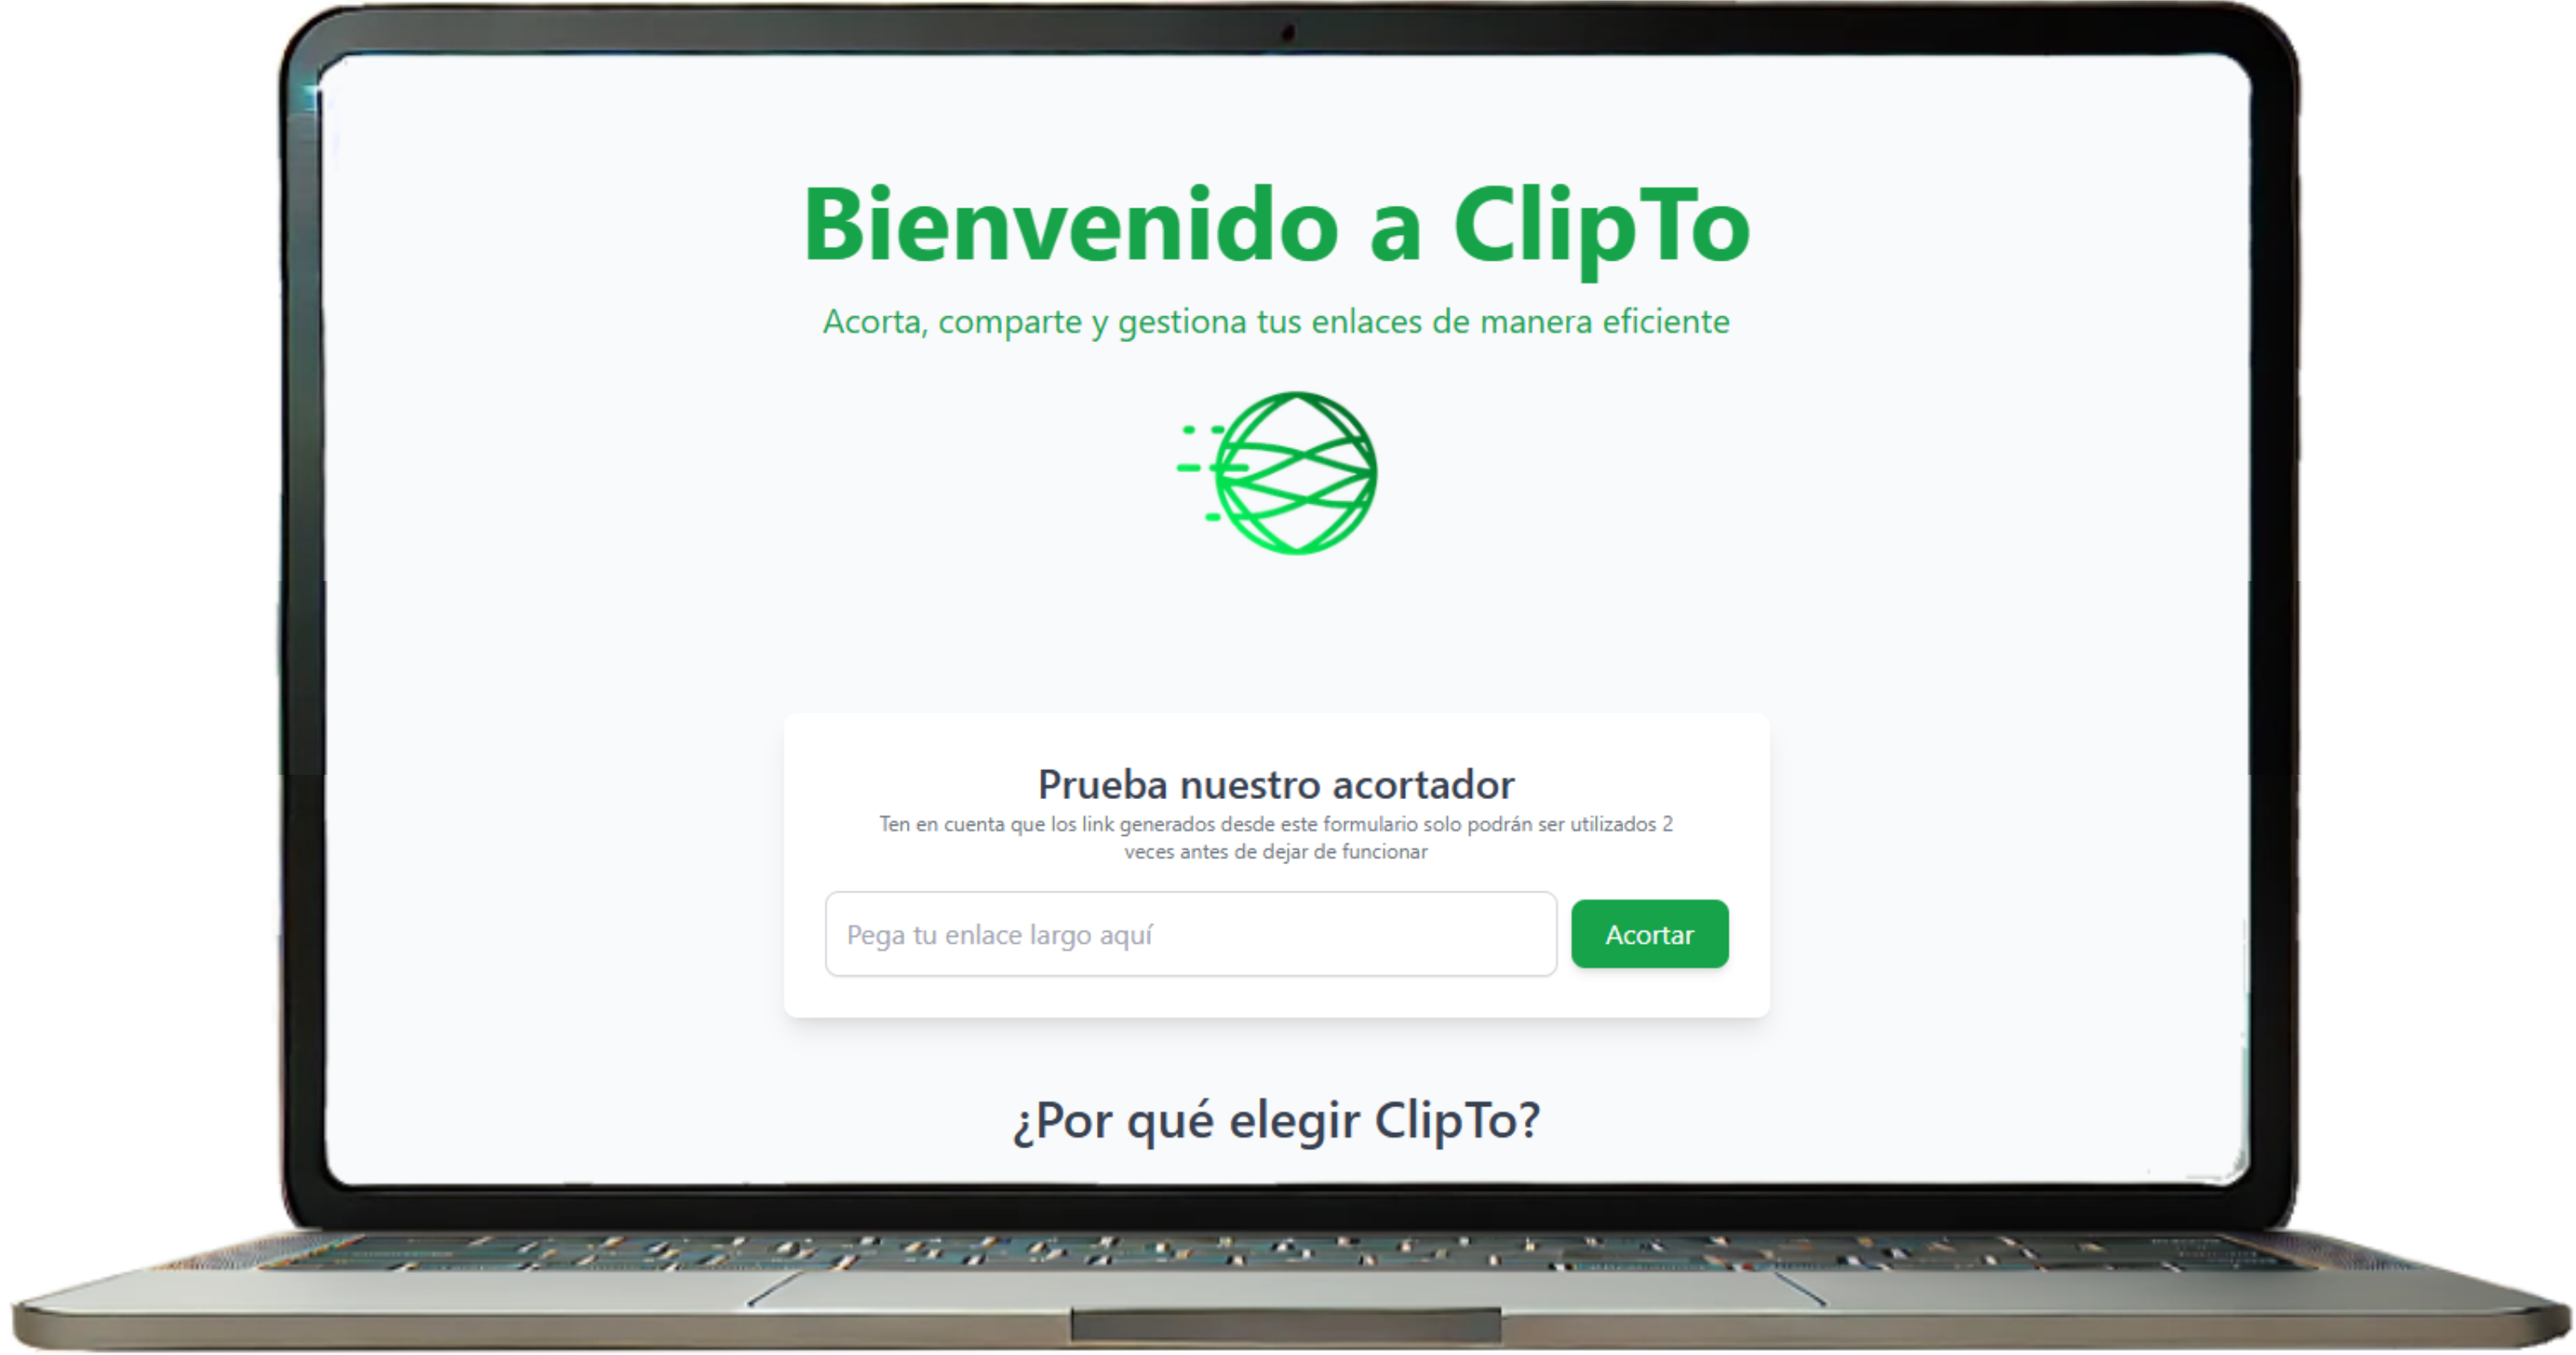 Bienvenido a ClipTo
Acorta, comparte y gestiona tus enlaces de manera eficiente
Prueba nuestro acortador
Ten en cuenta que los link generados desde este formulario solo podrán ser utilizados 2
veces antes de dejar de funcionar
Pega tu enlace largo aquí
Acortar
¿Por qué elegir ClipTo?